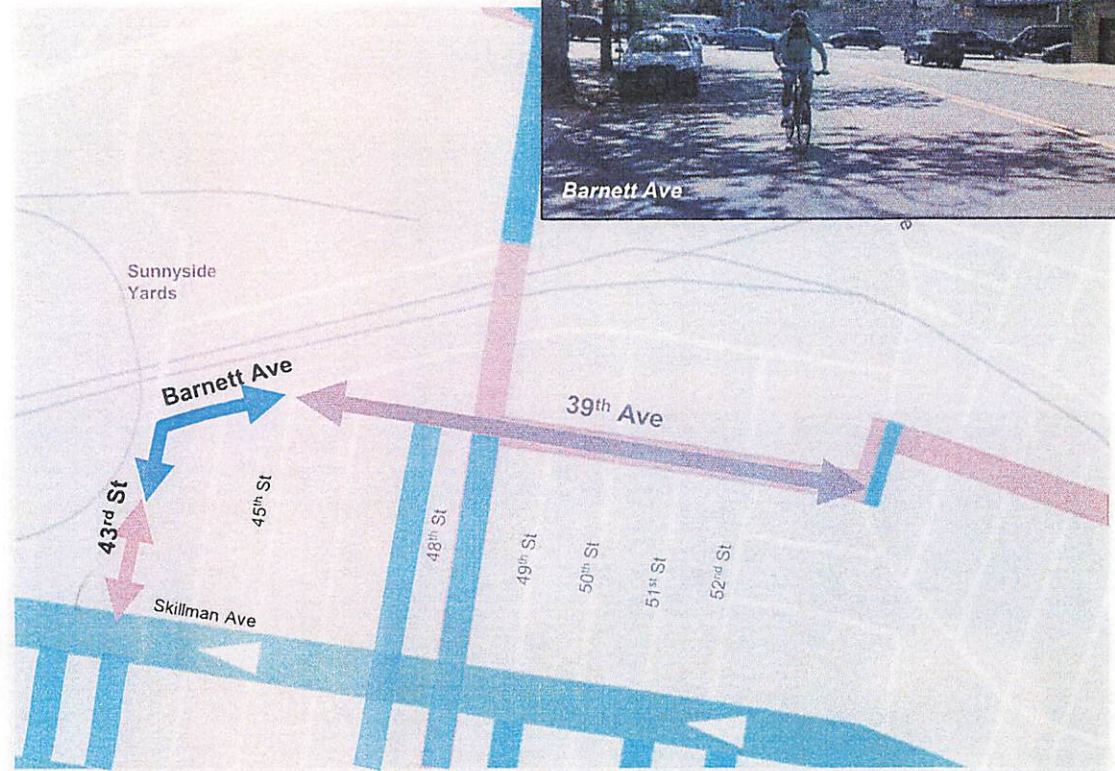 Barnett Ave
Sunnyside
Yards
Barnett Ave
39th Ave
43rd St
45th St
48th St
49th St
50th St
51st St
52nd St
Skillman Ave